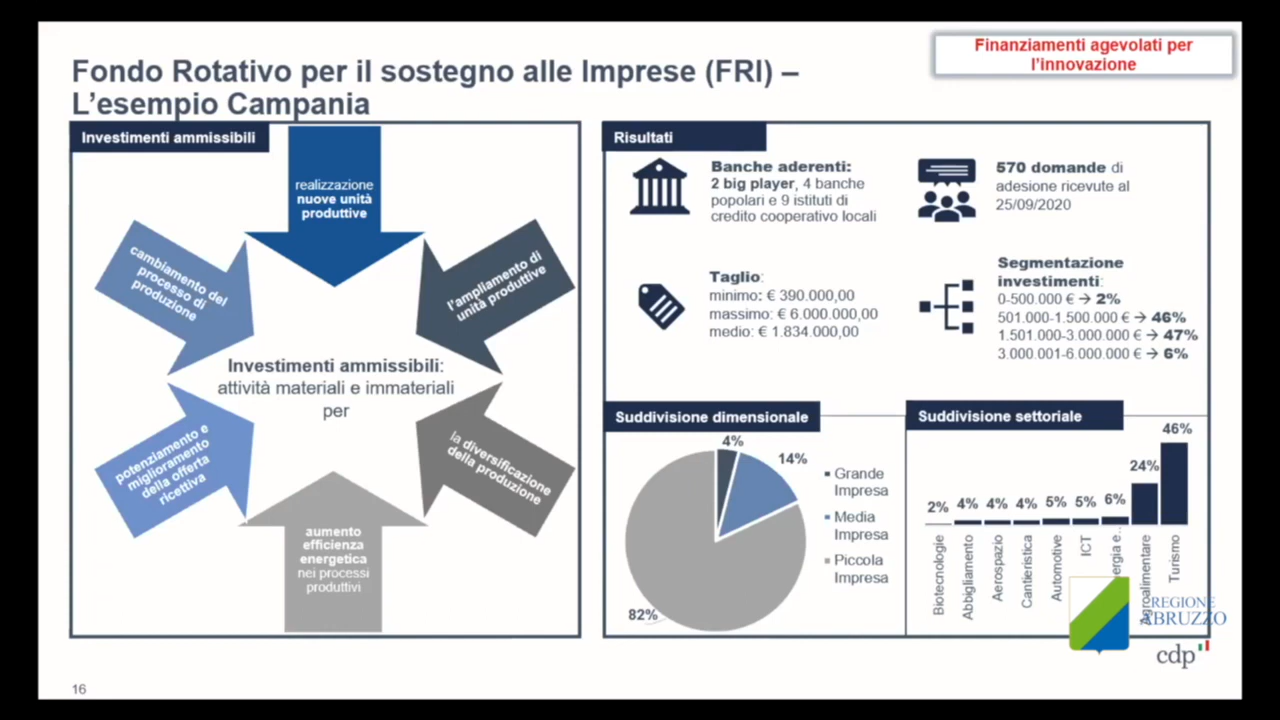 Finanziamenti agevolati per
l'innovazione
Fondo Rotativo per il sostegno alle Imprese (FRI) –
L'esempio Campania
Investimenti ammissibili
realizzazione
nuove unità
produttive
cambiamento del
processo di
produzione
l'ampliamento di
unità produttive
Investimenti ammissibili:
attività materiali e immateriali
per
potenziamento e
miglioramento
della offerta
ricettiva
la diversificazione
della produzione
aumento
efficienza
energetica
nei processi
produttivi
Risultati
Banche aderenti:
2 big player, 4 banche
popolari e 9 istituti di
credito cooperativo locali
570 domande di
adesione ricevute al
25/09/2020
Taglio:
minimo: € 390.000,00
massimo: € 6.000.000,00
medio: € 1.834.000,00
Segmentazione
investimenti:
0-500.000 € → 2%
501.000-1.500.000 € → 46%
1.501.000-3.000.000 € → 47%
3.000.001-6.000.000 € → 6%
Suddivisione dimensionale
4%
14%
82%
Grande
Impresa
Media
Impresa
Piccola
Impresa
Suddivisione settoriale
2%
4%
4%
4%
5%
5%
6%
24%
46%
Biotecnologie
Abbigliamento
Aerospazio
Cantieristica
Automotive
ICT
Agroalimentare
Turismo
REGIONE
ABRUZZO
cdp
16